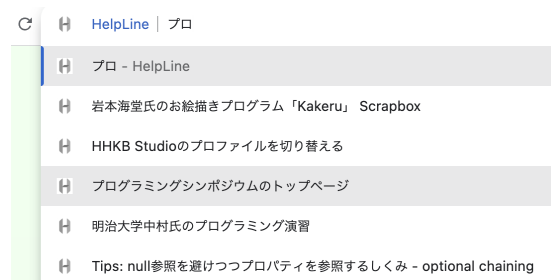 HelpLine | プロ
プロ - HelpLine
岩本海堂氏のお絵描きプログラム「Kakeru」 Scrapbox
HHKB Studioのプロファイルを切り替える
プログラミングシンポジウムのトップページ
明治大学中村氏のプログラミング演習
Tips: null参照を避けつつプロパティを参照するしくみ - optional chaining